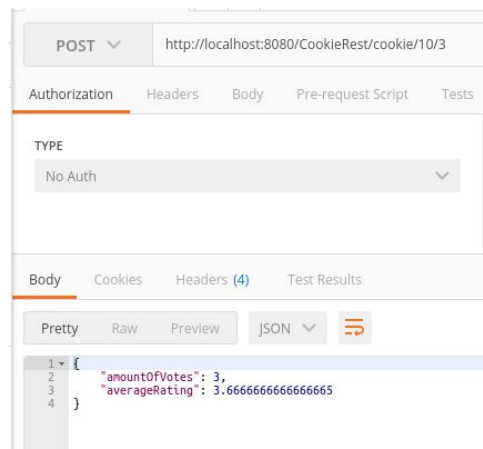 POST http://localhost:8080/CookieRest/cookie/10/3
Authorization Headers Body Pre-request Script Tests
TYPE
No Auth
Body Cookies Headers (4) Test Results
Pretty Raw Preview JSON
1 {
2 "amountOfVotes": 3,
3 "averageRating": 3.6666666666666665
4 }